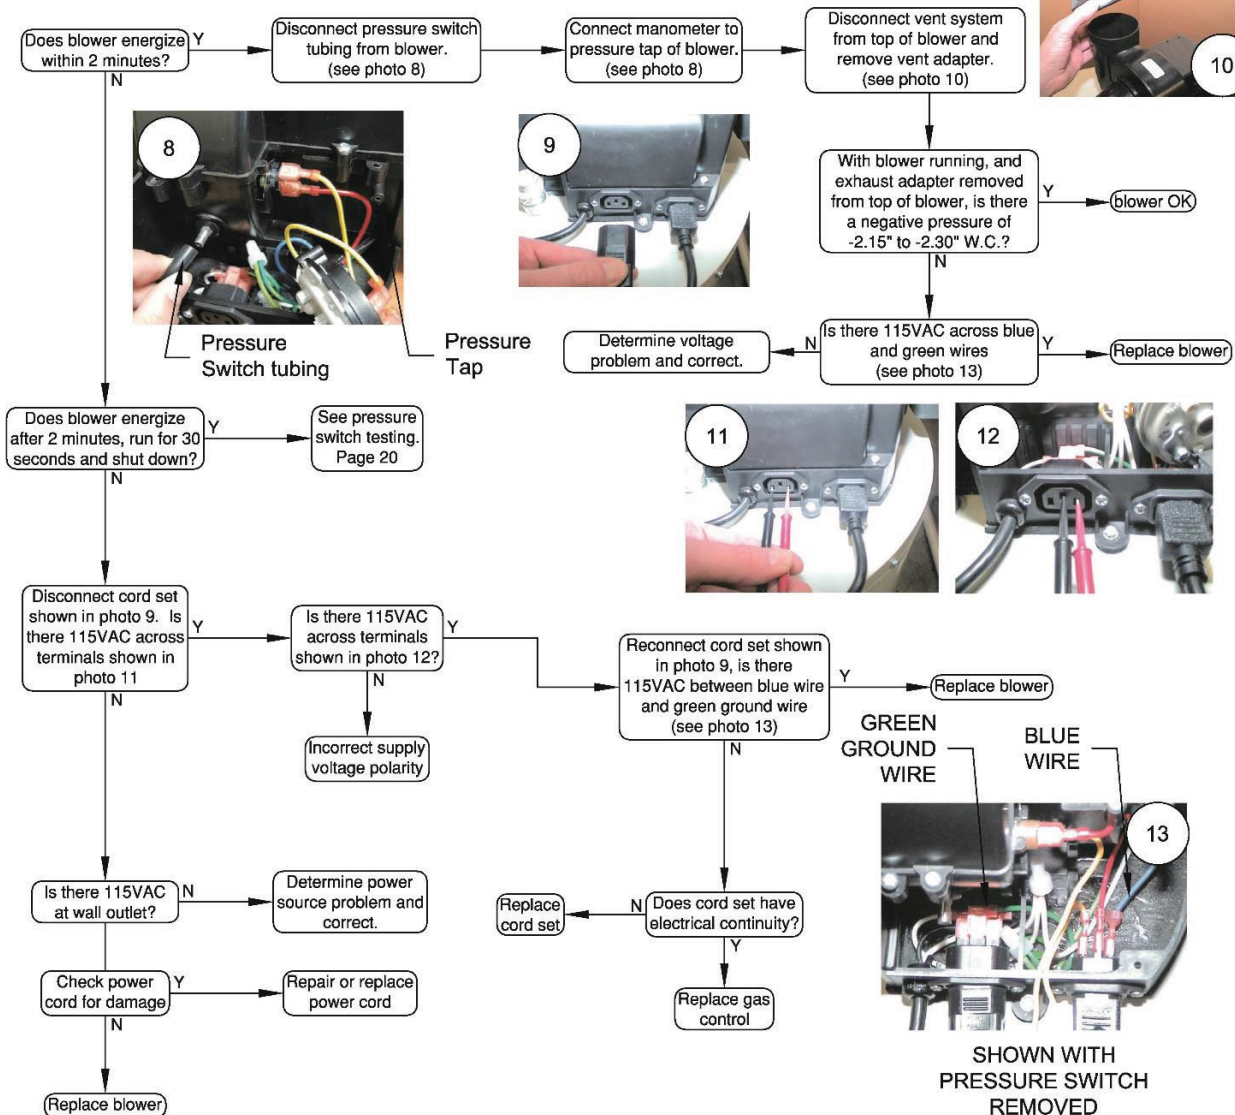 Does blower energize
within 2 minutes?
Y
N
Disconnect pressure switch
tubing from blower.
(see photo 8)
Connect manometer to
pressure tap of blower.
(see photo 8)
Disconnect vent system
from top of blower and
remove vent adapter.
(see photo 10)
10
8
Pressure
Switch tubing
Pressure
Tap
9
With blower running, and
exhaust adapter removed
from top of blower, is there
a negative pressure of
-2.15" to -2.30" W.C.?
Y
N
blower OK
Is there 115VAC across blue
and green wires
(see photo 13)
N
Y
Determine voltage
problem and correct.
Replace blower
Does blower energize
after 2 minutes, run for 30
seconds and shut down?
Y
N
See pressure
switch testing.
Page 20
11
12
Disconnect cord set
shown in photo 9. Is
there 115VAC across
terminals shown in
photo 11
Y
N
Is there 115VAC
across terminals
shown in photo 12?
Y
N
Incorrect supply
voltage polarity
Reconnect cord set shown
in photo 9, is there
115VAC between blue wire
and green ground wire
(see photo 13)
Y
N
Replace blower
GREEN
GROUND
WIRE
BLUE
WIRE
13
SHOWN WITH
PRESSURE SWITCH
REMOVED
Is there 115VAC
at wall outlet?
N
Determine power
source problem and
correct.
Does cord set have
electrical continuity?
N
Y
Replace
cord set
Replace gas
control
Check power
cord for damage
Y
N
Repair or replace
power cord
Replace blower